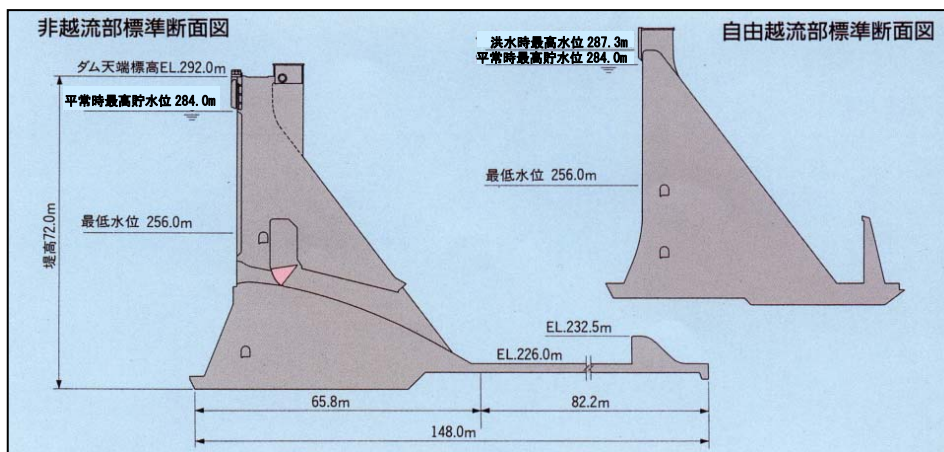 非越流部標準断面図
ダム天端標高EL.292.0m
平常時最高貯水位 284.0m
最低水位 256.0m
堤高72.0m
EL.232.5m
EL.226.0m
65.8m
82.2m
148.0m
自由越流部標準断面図
洪水時最高水位 287.3m
平常時最高貯水位 284.0m
最低水位 256.0m